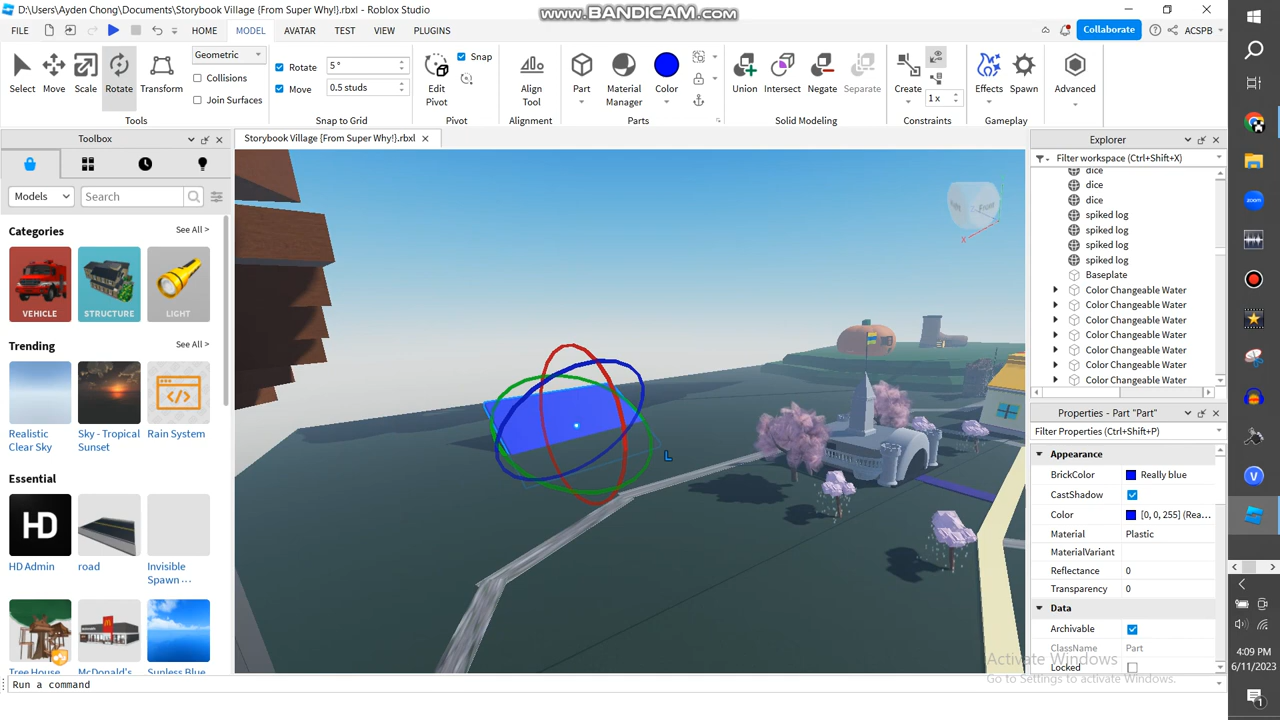 D:\Users\Ayden Chong\Documents\Storybook Village {From Super Why!}.rbxl - Roblox Studio
www.BANDICAM.com
FILE HOME MODEL AVATAR TEST VIEW PLUGINS Collaborate ACSPB
Geometric
Collisions
Join Surfaces
Select Move Scale Rotate Transform
Tools
Rotate 5 °
Move 0.5 studs
Snap to Grid
Edit Pivot
Snap
Pivot
Align Tool
Alignment
Part Material Manager Color
Parts
Union Intersect Negate Separate
Solid Modeling
Create 1 x
Constraints
Effects Spawn
Gameplay
Advanced
Toolbox
Models Search
Categories See All >
VEHICLE STRUCTURE LIGHT
Trending See All >
Realistic Clear Sky
Sky - Tropical Sunset
Rain System
Essential
HD
HD Admin
road
Invisible Spawn ...
Tree House
McDonald's
Sunless Blue
Storybook Village {From Super Why!}.rbxl
L
X
Explorer
Filter workspace (Ctrl+Shift+X)
dice
dice
dice
spiked log
spiked log
spiked log
spiked log
Baseplate
Color Changeable Water
Color Changeable Water
Color Changeable Water
Color Changeable Water
Color Changeable Water
Color Changeable Water
Color Changeable Water
Properties - Part "Part"
Filter Properties (Ctrl+Shift+P)
Appearance
BrickColor Really blue
CastShadow
Color [0, 0, 255] (Rea...
Material Plastic
MaterialVariant
Reflectance 0
Transparency 0
Data
Archivable
ClassName Part
Locked
Activate Windows
Go to Settings to activate Windows.
Run a command
zoom
V
4:09 PM
6/11/2023
1